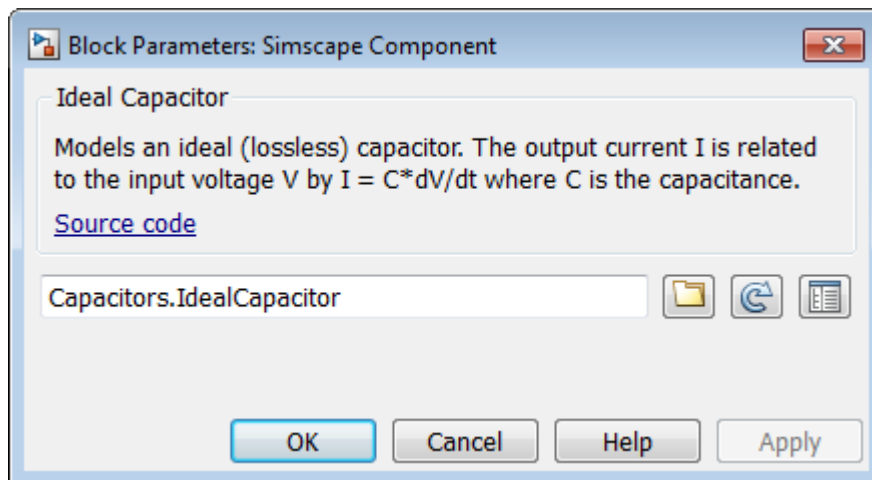 Block Parameters: Simscape Component
Ideal Capacitor
Models an ideal (lossless) capacitor. The output current I is related
to the input voltage V by I = C*dV/dt where C is the capacitance.
Source code
Capacitors.IdealCapacitor
OK Cancel Help Apply